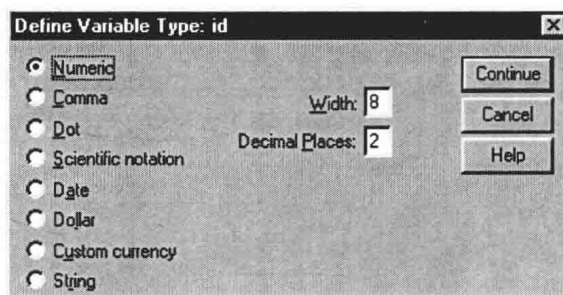 Define Variable Type: id
Numeric
Comma
Dot
Scientific notation
Date
Dollar
Custom currency
String
Width: 8
Decimal Places: 2
Continue
Cancel
Help